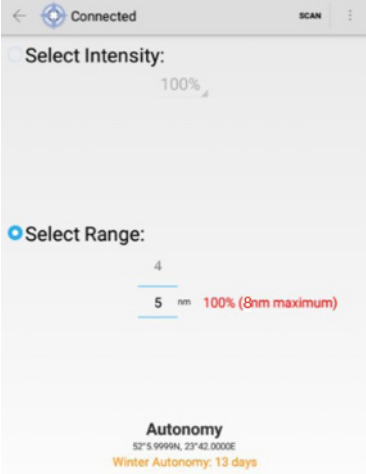 Connected SCAN
Select Intensity:
100%
Select Range:
4
5 nm 100% (8nm maximum)
Autonomy
52°5.9999N, 23°42.0000E
Winter Autonomy: 13 days